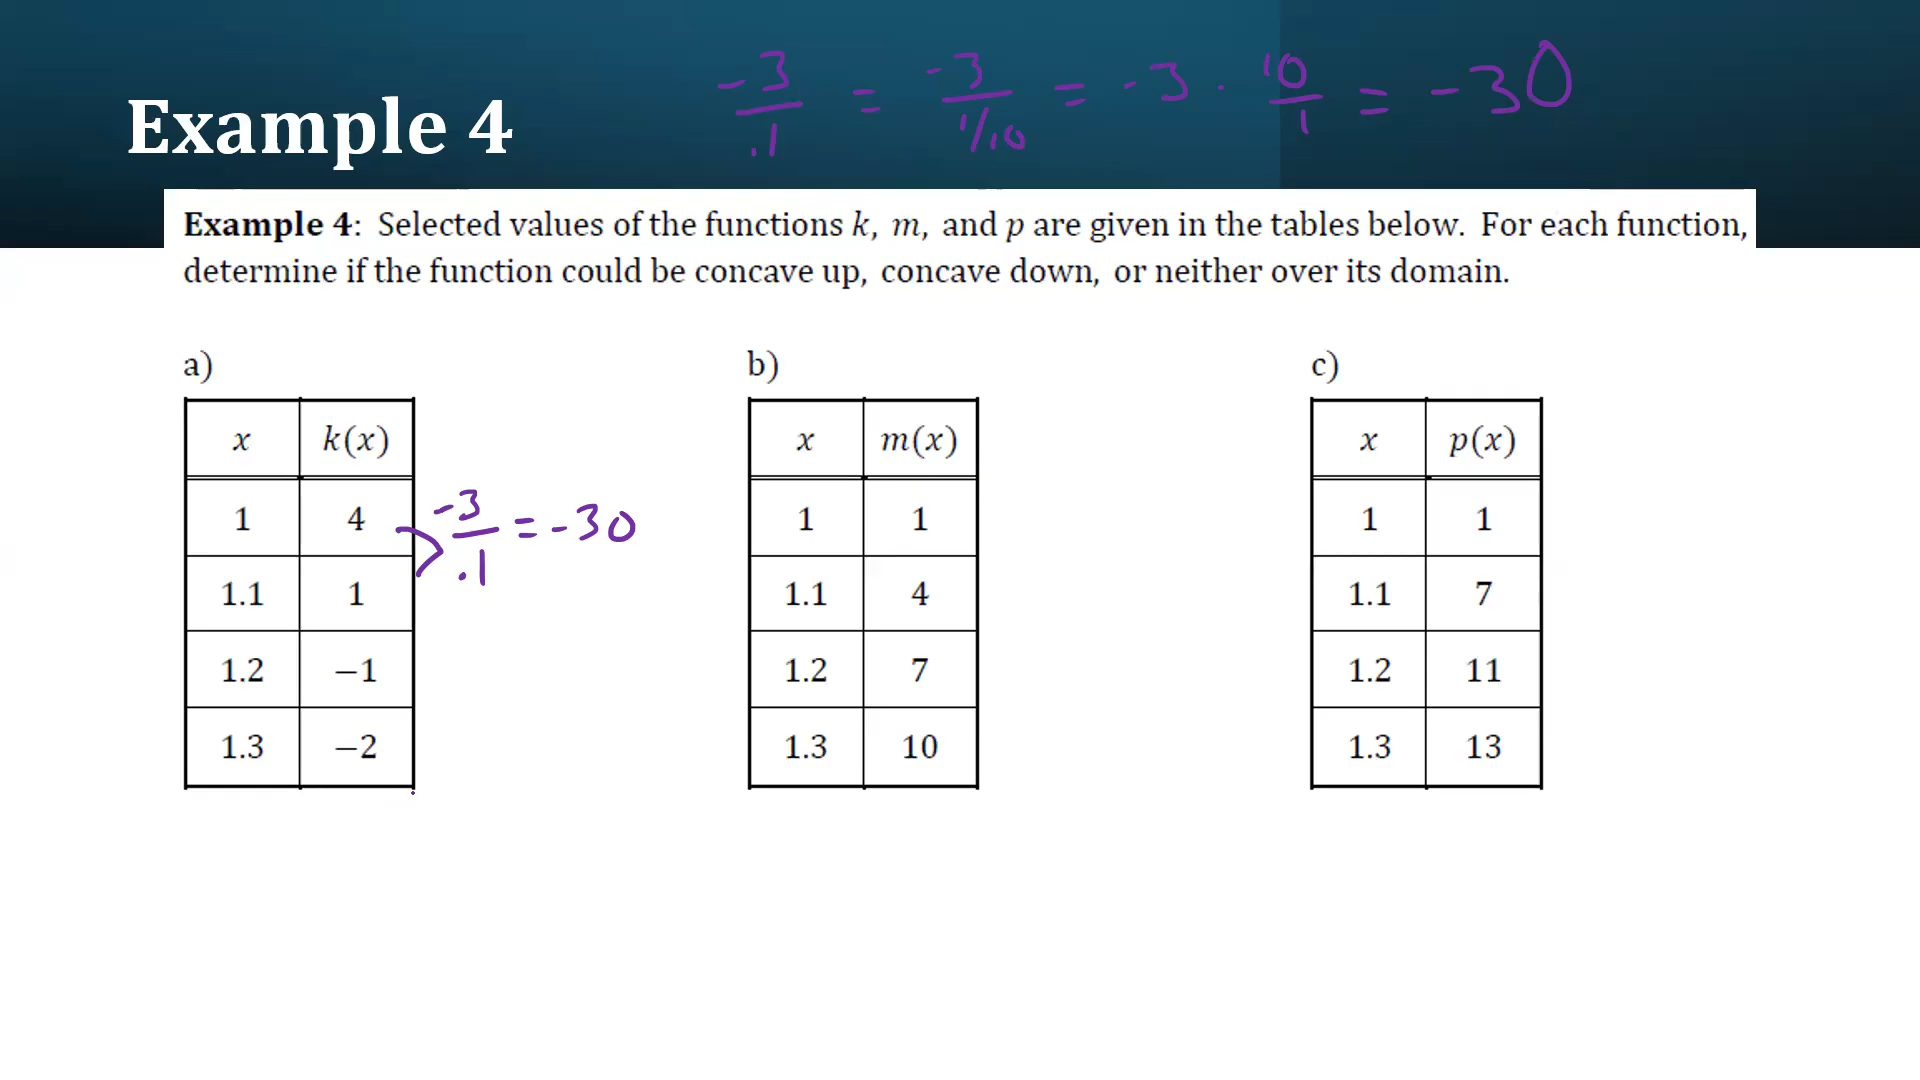 -3/.1 = -3/1/10 = -3 · 10/1 = -30
Example 4
Example 4: Selected values of the functions k, m, and p are given in the tables below. For each function,
determine if the function could be concave up, concave down, or neither over its domain.
a)
x k(x)
1 4
1.1 1
1.2 −1
1.3 −2
-3/.1 = -30
b)
x m(x)
1 1
1.1 4
1.2 7
1.3 10
c)
x p(x)
1 1
1.1 7
1.2 11
1.3 13